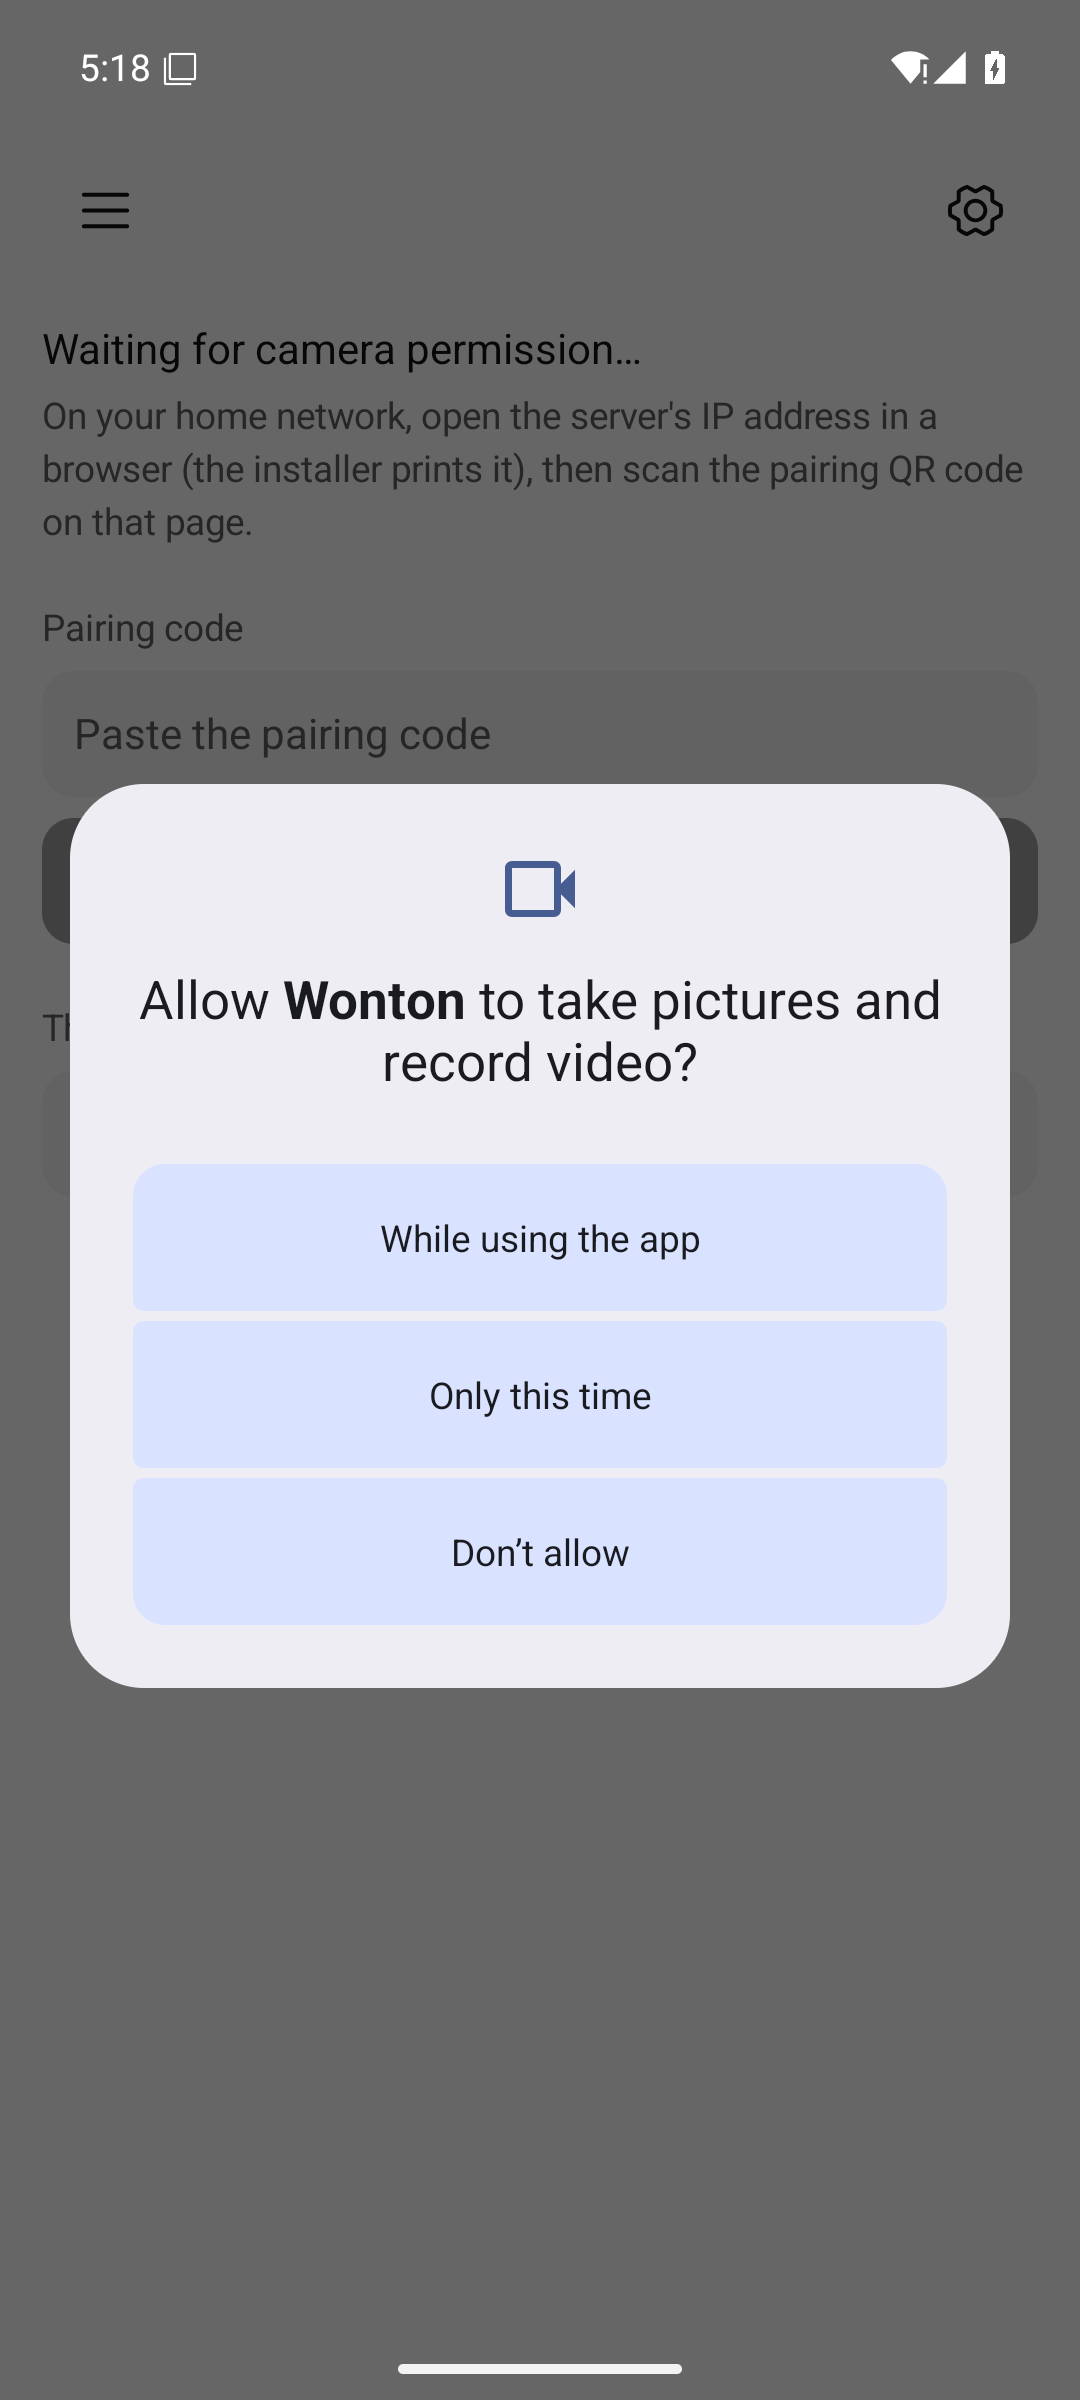 5:18
Waiting for camera permission…
On your home network, open the server's IP address in a
browser (the installer prints it), then scan the pairing QR code
on that page.
Pairing code
Paste the pairing code
Allow Wonton to take pictures and
record video?
While using the app
Only this time
Don’t allow